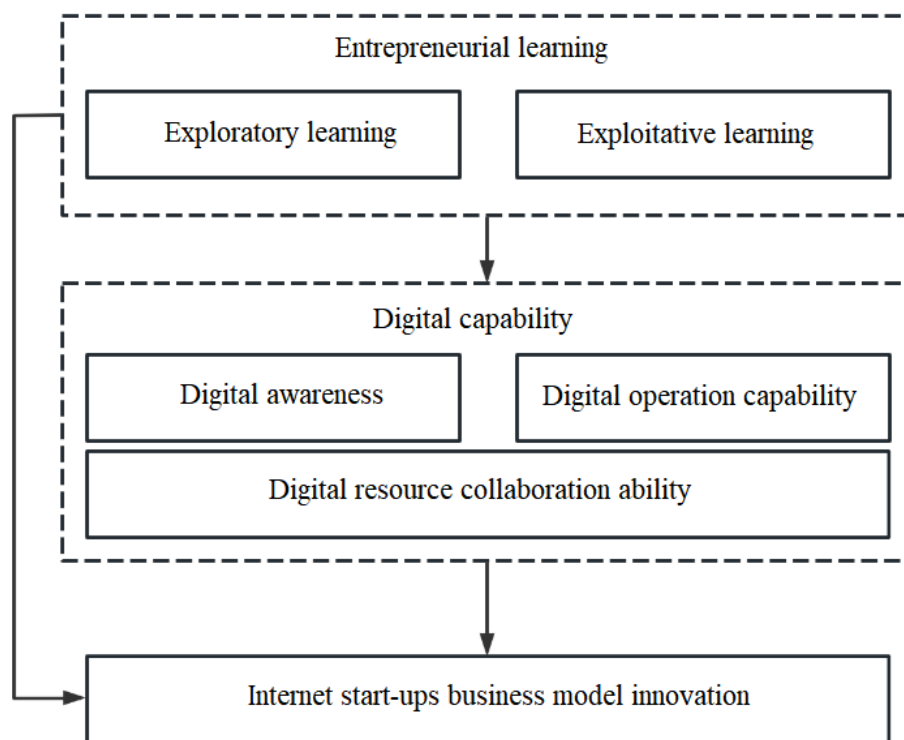 Entrepreneurial learning
Exploratory learning
Exploitative learning
Digital capability
Digital awareness
Digital operation capability
Digital resource collaboration ability
Internet start-ups business model innovation